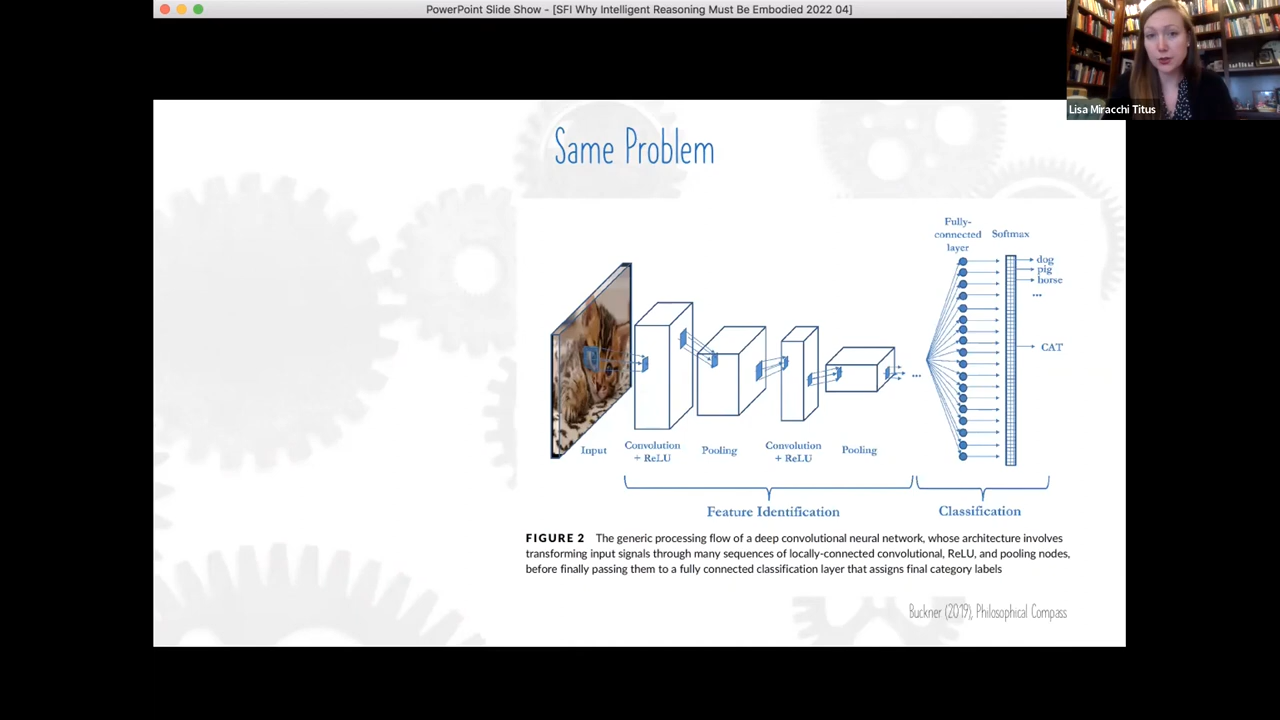 PowerPoint Slide Show - [SFI Why Intelligent Reasoning Must Be Embodied 2022 04]
Lisa Miracchi Titus
Same Problem
Fully-
connected
layer
Softmax
dog
pig
horse
...
CAT
...
Input
Convolution
+ ReLU
Pooling
Convolution
+ ReLU
Pooling
Feature Identification
Classification
FIGURE 2 The generic processing flow of a deep convolutional neural network, whose architecture involves
transforming input signals through many sequences of locally-connected convolutional, ReLU, and pooling nodes,
before finally passing them to a fully connected classification layer that assigns final category labels
Buckner (2019), Philosophical Compass